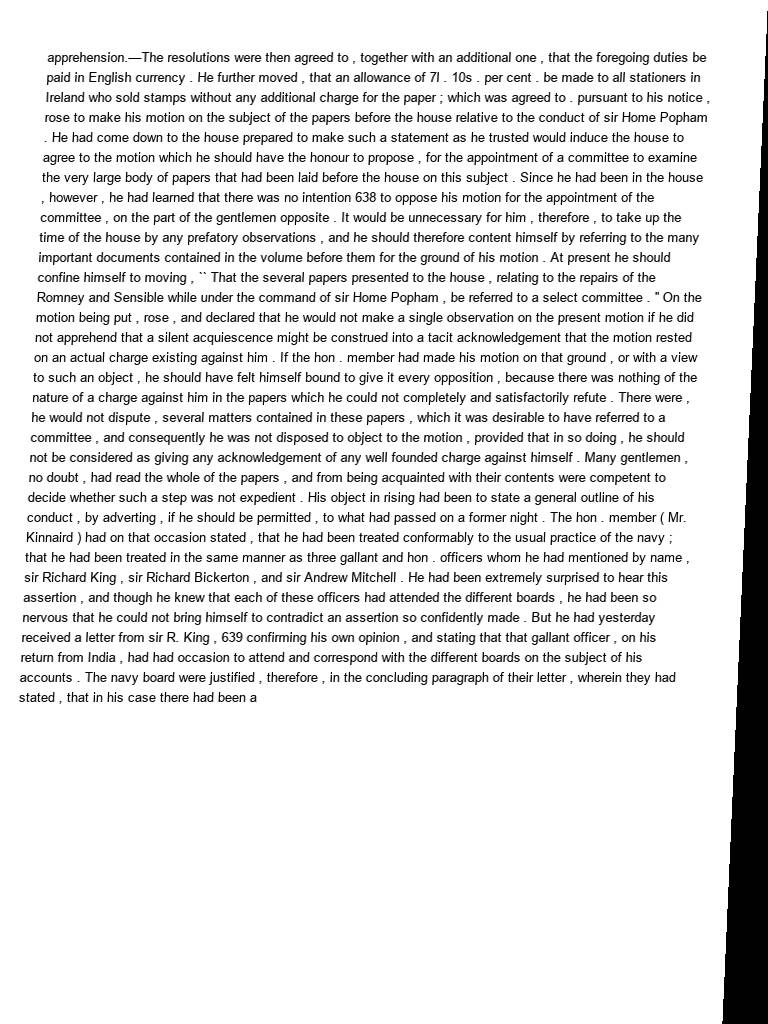 apprehension.—The resolutions were then agreed to , together with an additional one , that the foregoing duties be
paid in English currency . He further moved , that an allowance of 7l . 10s . per cent . be made to all stationers in
Ireland who sold stamps without any additional charge for the paper ; which was agreed to . pursuant to his notice ,
rose to make his motion on the subject of the papers before the house relative to the conduct of sir Home Popham
. He had come down to the house prepared to make such a statement as he trusted would induce the house to
agree to the motion which he should have the honour to propose , for the appointment of a committee to examine
the very large body of papers that had been laid before the house on this subject . Since he had been in the house
, however , he had learned that there was no intention 638 to oppose his motion for the appointment of the
committee , on the part of the gentlemen opposite . It would be unnecessary for him , therefore , to take up the
time of the house by any prefatory observations , and he should therefore content himself by referring to the many
important documents contained in the volume before them for the ground of his motion . At present he should
confine himself to moving , `` That the several papers presented to the house , relating to the repairs of the
Romney and Sensible while under the command of sir Home Popham , be referred to a select committee . " On the
motion being put , rose , and declared that he would not make a single observation on the present motion if he did
not apprehend that a silent acquiescence might be construed into a tacit acknowledgement that the motion rested
on an actual charge existing against him . If the hon . member had made his motion on that ground , or with a view
to such an object , he should have felt himself bound to give it every opposition , because there was nothing of the
nature of a charge against him in the papers which he could not completely and satisfactorily refute . There were ,
he would not dispute , several matters contained in these papers , which it was desirable to have referred to a
committee , and consequently he was not disposed to object to the motion , provided that in so doing , he should
not be considered as giving any acknowledgement of any well founded charge against himself . Many gentlemen ,
no doubt , had read the whole of the papers , and from being acquainted with their contents were competent to
decide whether such a step was not expedient . His object in rising had been to state a general outline of his
conduct , by adverting , if he should be permitted , to what had passed on a former night . The hon . member ( Mr.
Kinnaird ) had on that occasion stated , that he had been treated conformably to the usual practice of the navy ;
that he had been treated in the same manner as three gallant and hon . officers whom he had mentioned by name ,
sir Richard King , sir Richard Bickerton , and sir Andrew Mitchell . He had been extremely surprised to hear this
assertion , and though he knew that each of these officers had attended the different boards , he had been so
nervous that he could not bring himself to contradict an assertion so confidently made . But he had yesterday
received a letter from sir R. King , 639 confirming his own opinion , and stating that that gallant officer , on his
return from India , had had occasion to attend and correspond with the different boards on the subject of his
accounts . The navy board were justified , therefore , in the concluding paragraph of their letter , wherein they had
stated , that in his case there had been a